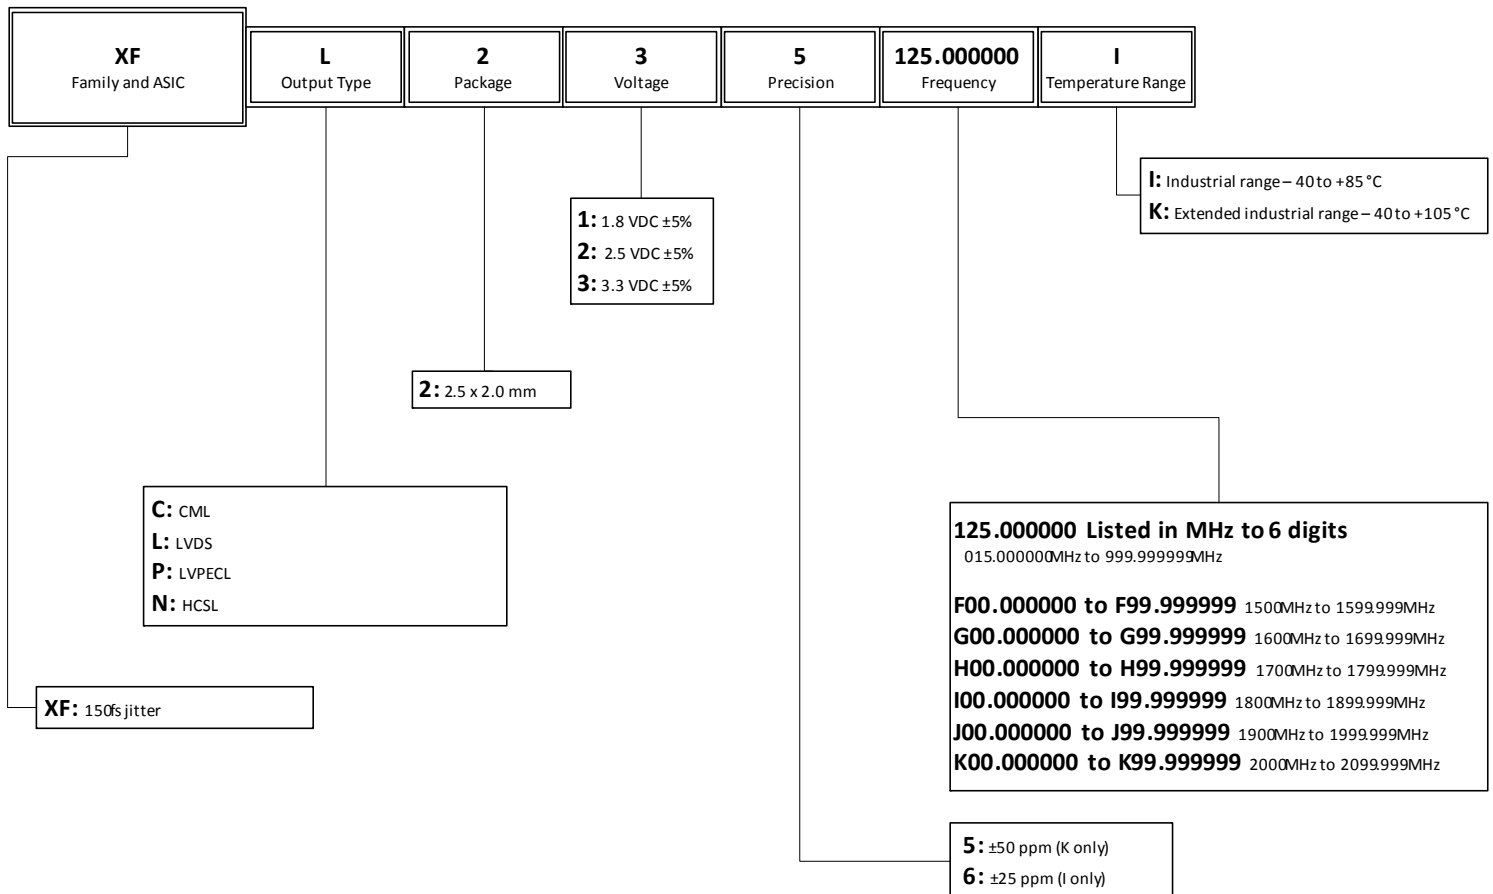 XF
Family and ASIC
L
Output Type
2
Package
3
Voltage
5
Precision
125.000000
Frequency
I
Temperature Range
I: Industrial range – 40 to +85 °C
K: Extended industrial range – 40 to +105 °C
1: 1.8 VDC ±5%
2: 2.5 VDC ±5%
3: 3.3 VDC ±5%
2: 2.5 x 2.0 mm
C: CML
L: LVDS
P: LVPECL
N: HCSL
125.000000 Listed in MHz to 6 digits
015.000000MHz to 999.999999MHz
F00.000000 to F99.999999 1500MHz to 1599.999MHz
G00.000000 to G99.999999 1600MHz to 1699.999MHz
H00.000000 to H99.999999 1700MHz to 1799.999MHz
I00.000000 to I99.999999 1800MHz to 1899.999MHz
J00.000000 to J99.999999 1900MHz to 1999.999MHz
K00.000000 to K99.999999 2000MHz to 2099.999MHz
XF: 150fs jitter
5: ±50 ppm (K only)
6: ±25 ppm (I only)